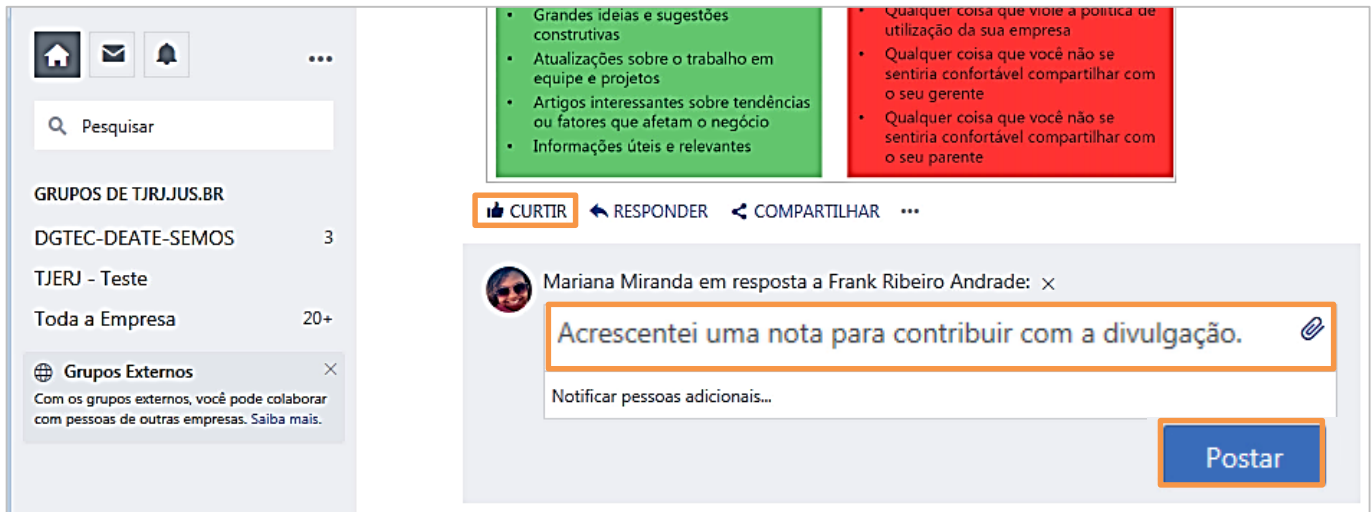 Pesquisar
GRUPOS DE TJRJ.JUS.BR
DGTEC-DEATE-SEMOS 3
TJERJ - Teste
Toda a Empresa 20+
Grupos Externos
Com os grupos externos, você pode colaborar
com pessoas de outras empresas. Saiba mais.
• Grandes ideias e sugestões
construtivas
• Atualizações sobre o trabalho em
equipe e projetos
• Artigos interessantes sobre tendências
ou fatores que afetam o negócio
• Informações úteis e relevantes
• Qualquer coisa que viole a política de
utilização da sua empresa
• Qualquer coisa que você não se
sentiria confortável compartilhar com
o seu gerente
• Qualquer coisa que você não se
sentiria confortável compartilhar com
o seu parente
CURTIR RESPONDER COMPARTILHAR •••
Mariana Miranda em resposta a Frank Ribeiro Andrade: ×
Acrescentei uma nota para contribuir com a divulgação.
Notificar pessoas adicionais...
Postar